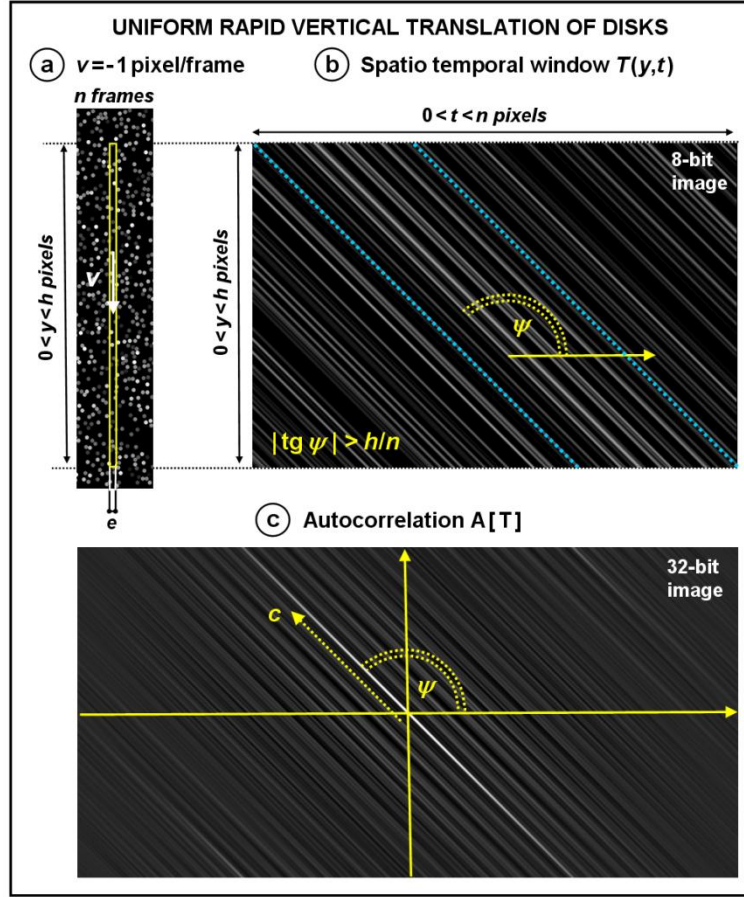 UNIFORM RAPID VERTICAL TRANSLATION OF DISKS
a v=-1 pixel/frame
b Spatio temporal window T(y,t)
n frames
0<t<n pixels
8-bit
image
0<y<h pixels
v
0<y<h pixels
ψ
|tg ψ|>h/n
e
c Autocorrelation A[T]
32-bit
image
c
ψ